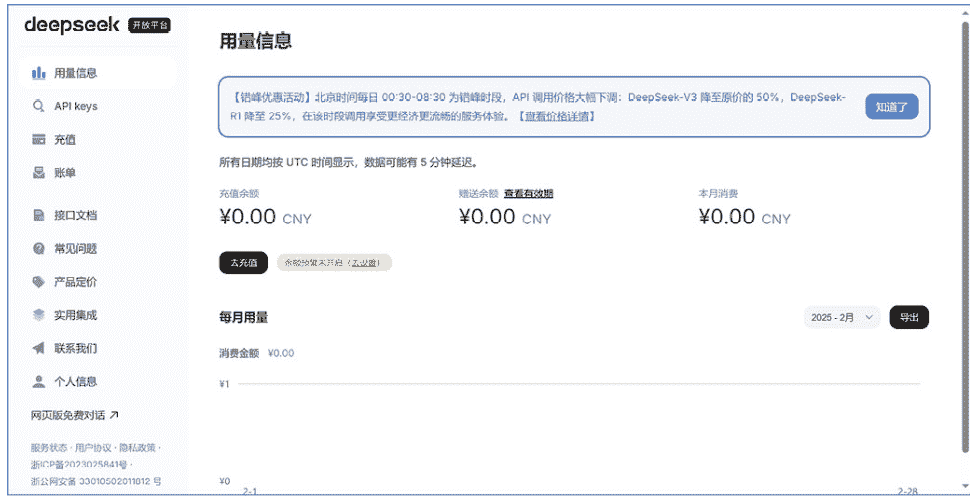 deepseek 开放平台
用量信息
API keys
充值
账单
接口文档
常见问题
产品定价
实用集成
联系我们
个人信息
网页版免费对话 ↗
服务状态 · 用户协议 · 隐私政策 ·
浙ICP备2023025841号 ·
浙公网安备 33010502011812 号
用量信息
【错峰优惠活动】北京时间每日 00:30-08:30 为错峰时段，API 调用价格大幅下调：DeepSeek-V3 降至原价的 50%，DeepSeek-
R1 降至 25%，在该时段调用享受更经济更流畅的服务体验。【查看价格详情】
知道了
所有日期均按 UTC 时间显示，数据可能有 5 分钟延迟。
充值余额
¥0.00 CNY
赠送余额 查看有效期
¥0.00 CNY
本月消费
¥0.00 CNY
去充值
余额预警未开启（去设置）
每月用量
2025 - 2月
导出
消费金额 ¥0.00
¥1
¥0
2-1
2-28